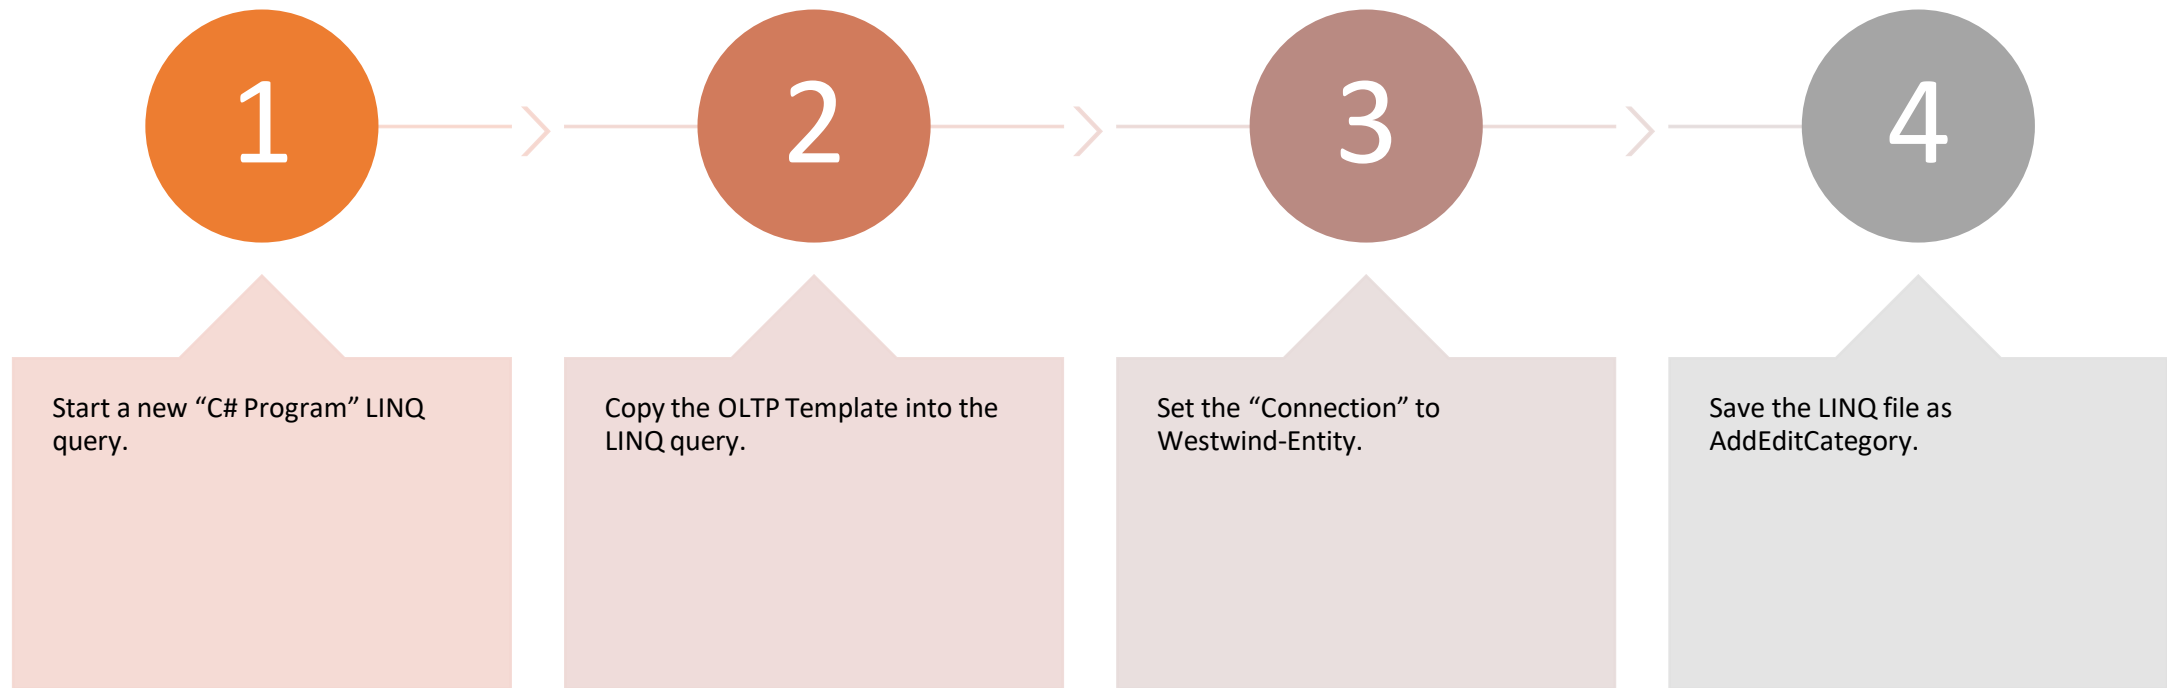 1
2
3
4
Start a new “C# Program” LINQ
query.
Copy the OLTP Template into the
LINQ query.
Set the “Connection” to
Westwind-Entity.
Save the LINQ file as
AddEditCategory.